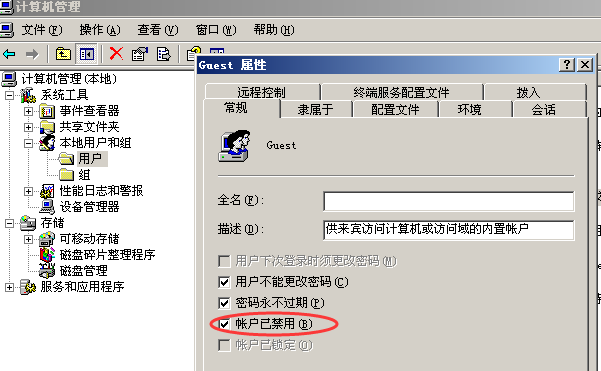 计算机管理
文件(F) 操作(A) 查看(V) 窗口(W) 帮助(H)
计算机管理(本地)
系统工具
事件查看器
共享文件夹
本地用户和组
用户
组
性能日志和警报
设备管理器
存储
可移动存储
磁盘碎片整理程序
磁盘管理
服务和应用程序
Guest 属性
远程控制 终端服务配置文件 拨入
常规 隶属于 配置文件 环境 会话
Guest
全名(F):
描述(D): 供来宾访问计算机或访问域的内置帐户
用户下次登录时须更改密码(M)
用户不能更改密码(C)
密码永不过期(P)
帐户已禁用(B)
帐户已锁定(O)